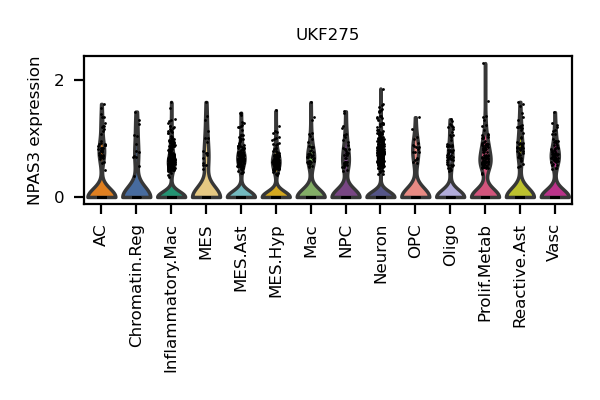 UKF275
NPAS3 expression
2
0
AC
Chromatin.Reg
Inflammatory.Mac
MES
MES.Ast
MES.Hyp
Mac
NPC
Neuron
OPC
Oligo
Prolif.Metab
Reactive.Ast
Vasc